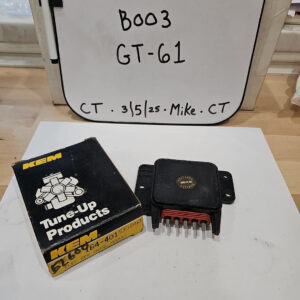 B003
GT-61
CT. 3/5/25. Mike. CT
KEM
Tune-Up
Products
KEM